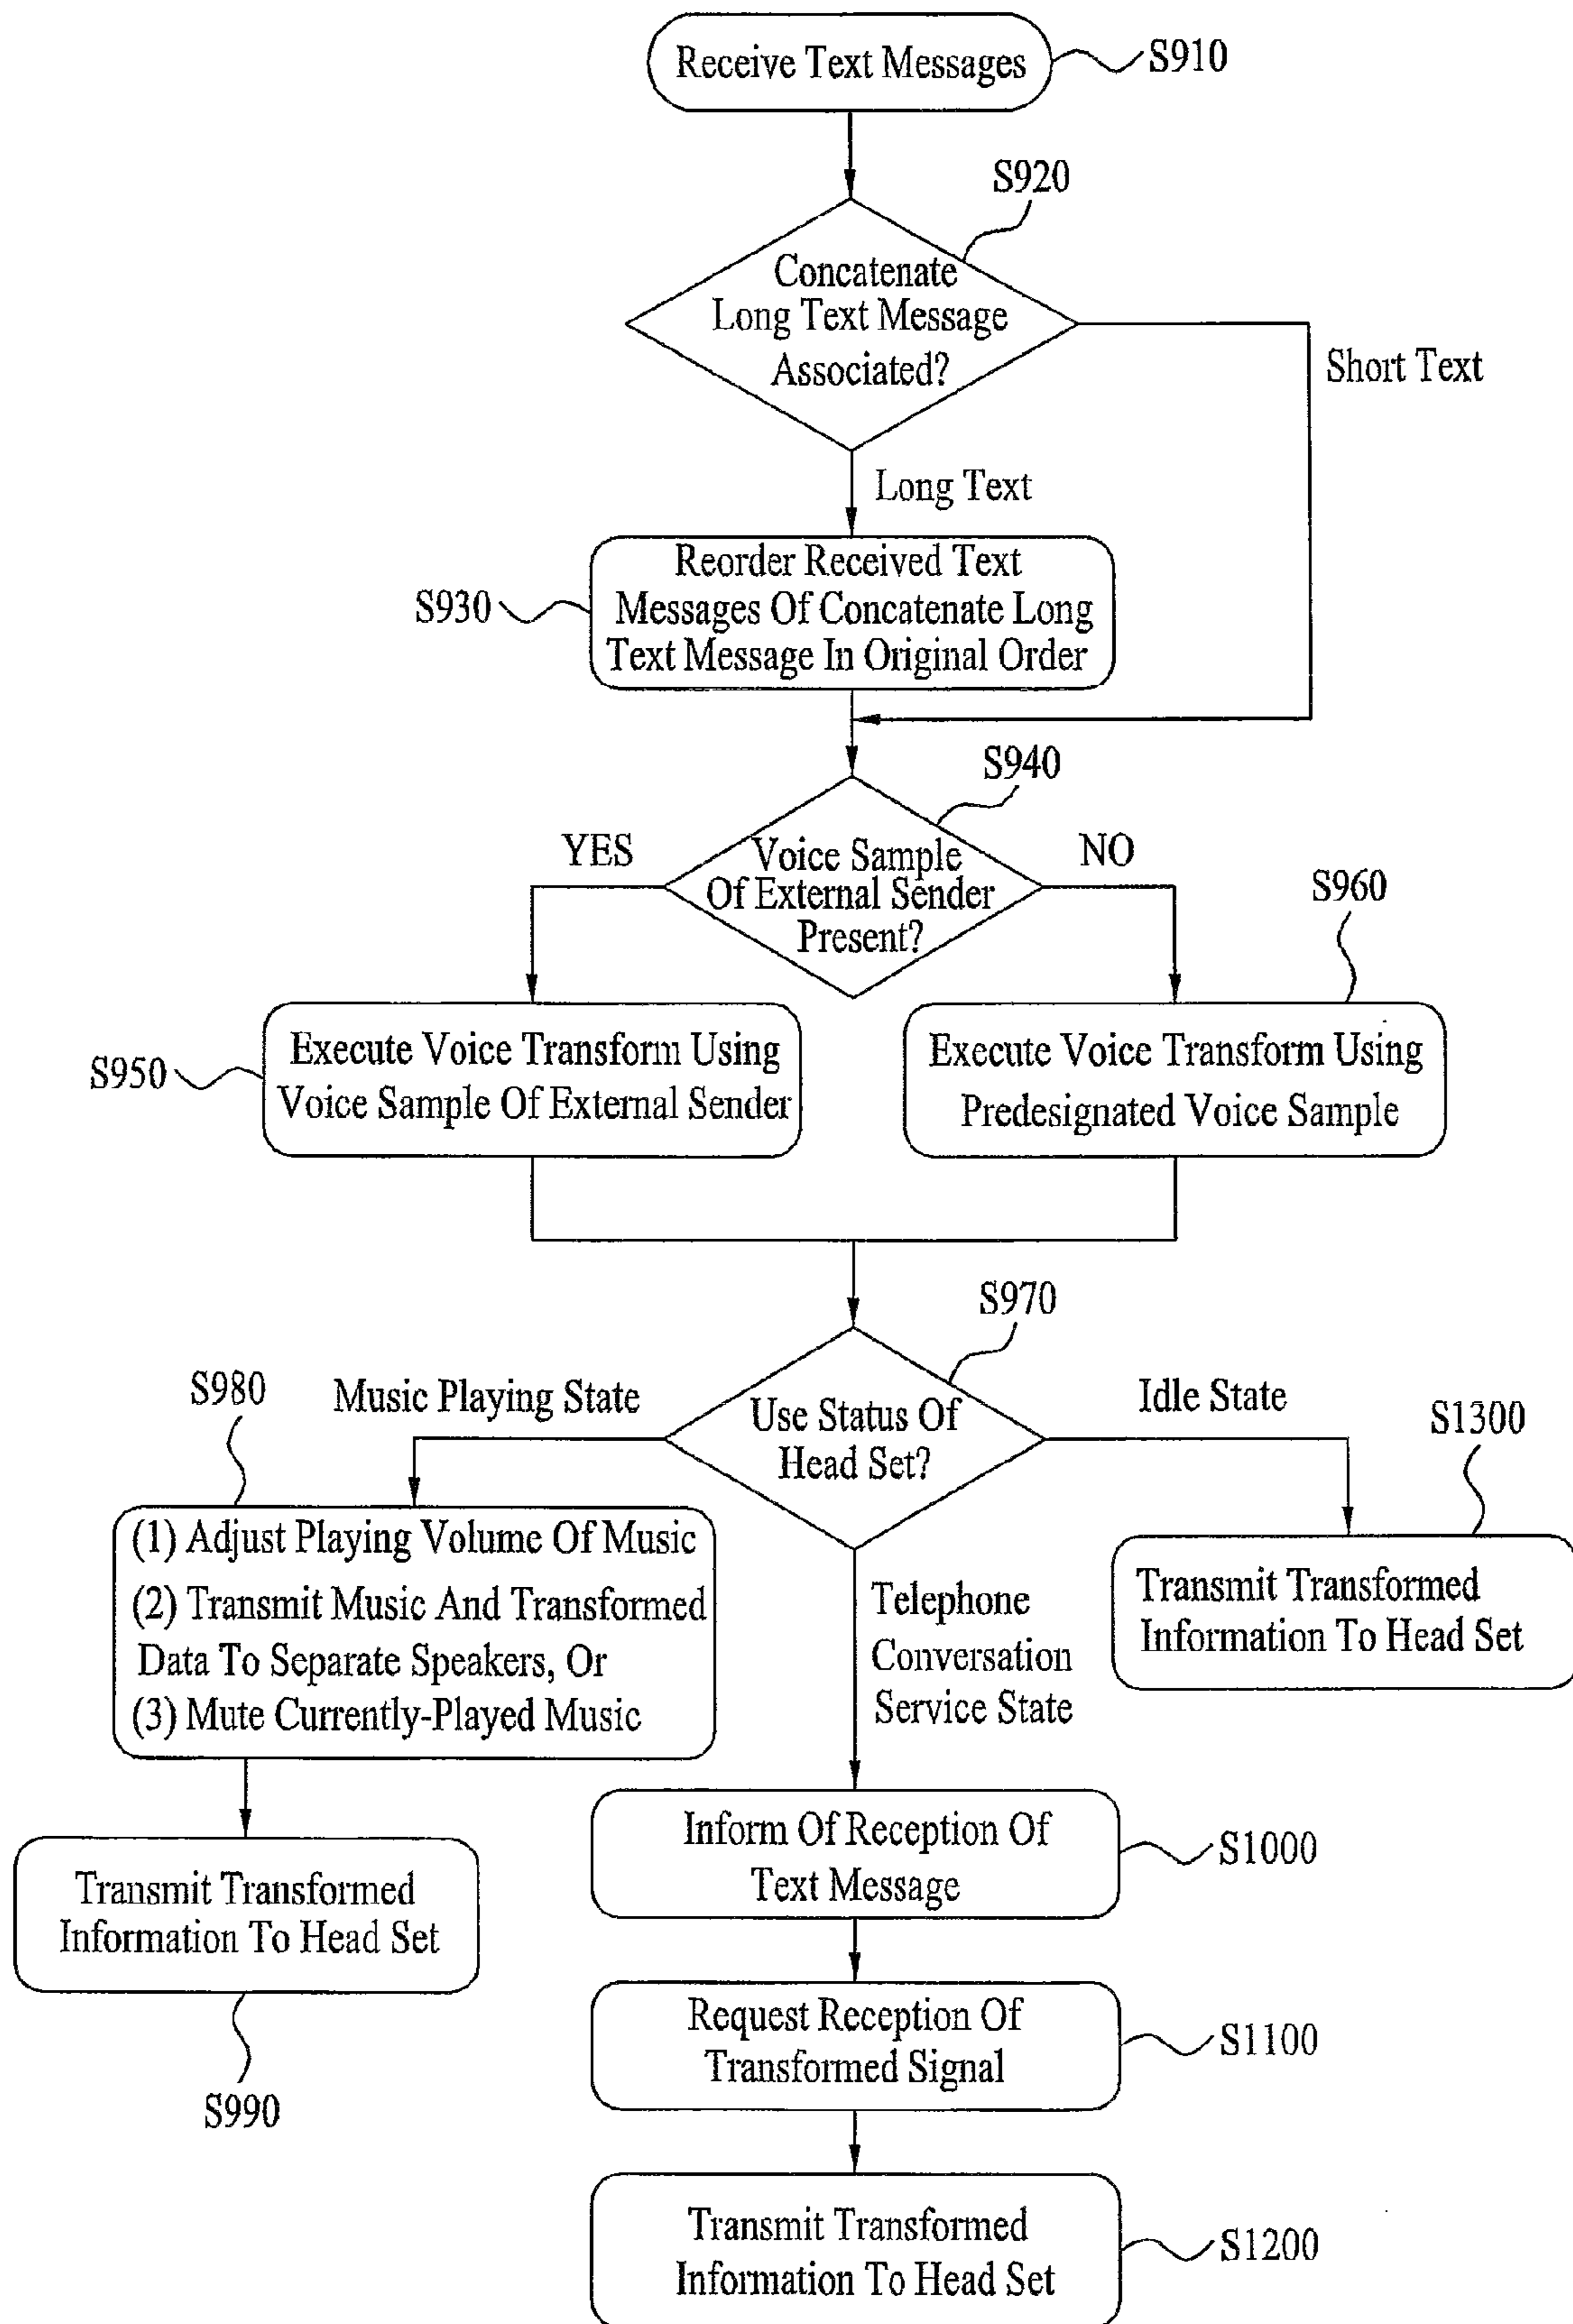 Receive Text Messages
S910
S920
Concatenate
Long Text Message
Associated?
Short Text
Long Text
S930
Reorder Received Text
Messages Of Concatenate Long
Text Message In Original Order
S940
YES
Voice Sample
Of External Sender
Present?
NO
S960
S950
Execute Voice Transform Using
Voice Sample Of External Sender
Execute Voice Transform Using
Predesignated Voice Sample
S970
S980
Music Playing State
Use Status Of
Head Set?
Idle State
S1300
(1) Adjust Playing Volume Of Music
(2) Transmit Music And Transformed
Data To Separate Speakers, Or
(3) Mute Currently-Played Music
Telephone
Conversation
Service State
Transmit Transformed
Information To Head Set
Inform Of Reception Of
Text Message
S1000
Transmit Transformed
Information To Head Set
S990
Request Reception Of
Transformed Signal
S1100
Transmit Transformed
Information To Head Set
S1200